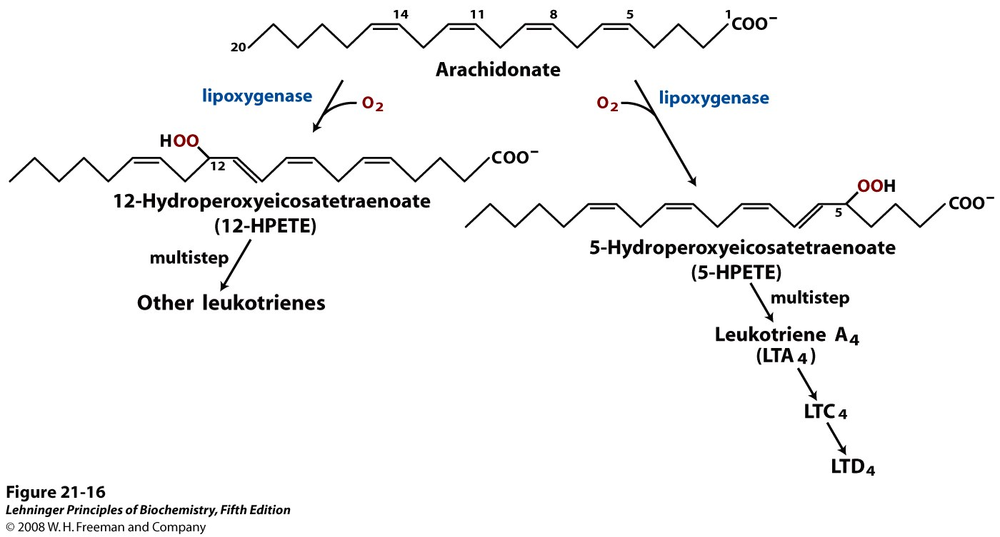 14 11 8 5 1
COO⁻
20
Arachidonate
lipoxygenase
O₂
O₂
lipoxygenase
HOO
12
COO⁻
12-Hydroperoxyeicosatetraenoate
(12-HPETE)
multistep
Other leukotrienes
OOH
5
COO⁻
5-Hydroperoxyeicosatetraenoate
(5-HPETE)
multistep
Leukotriene A₄
(LTA₄)
LTC₄
LTD₄
Figure 21-16
Lehninger Principles of Biochemistry, Fifth Edition
© 2008 W. H. Freeman and Company